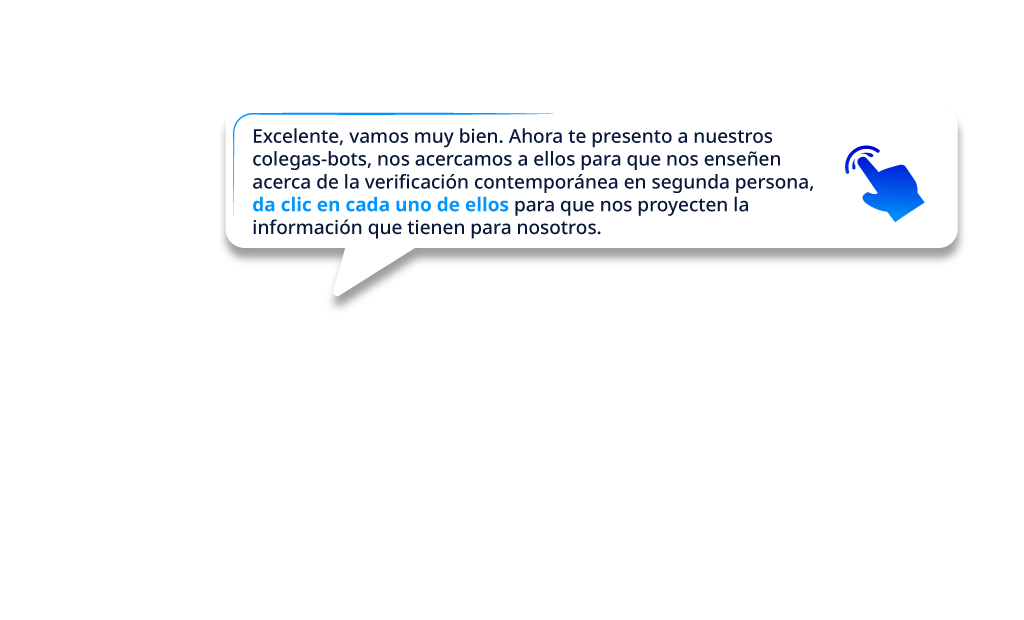 Excelente, vamos muy bien. Ahora te presento a nuestros
colegas-bots, nos acercamos a ellos para que nos enseñen
acerca de la verificación contemporánea en segunda persona,
da clic en cada uno de ellos para que nos proyecten la
información que tienen para nosotros.